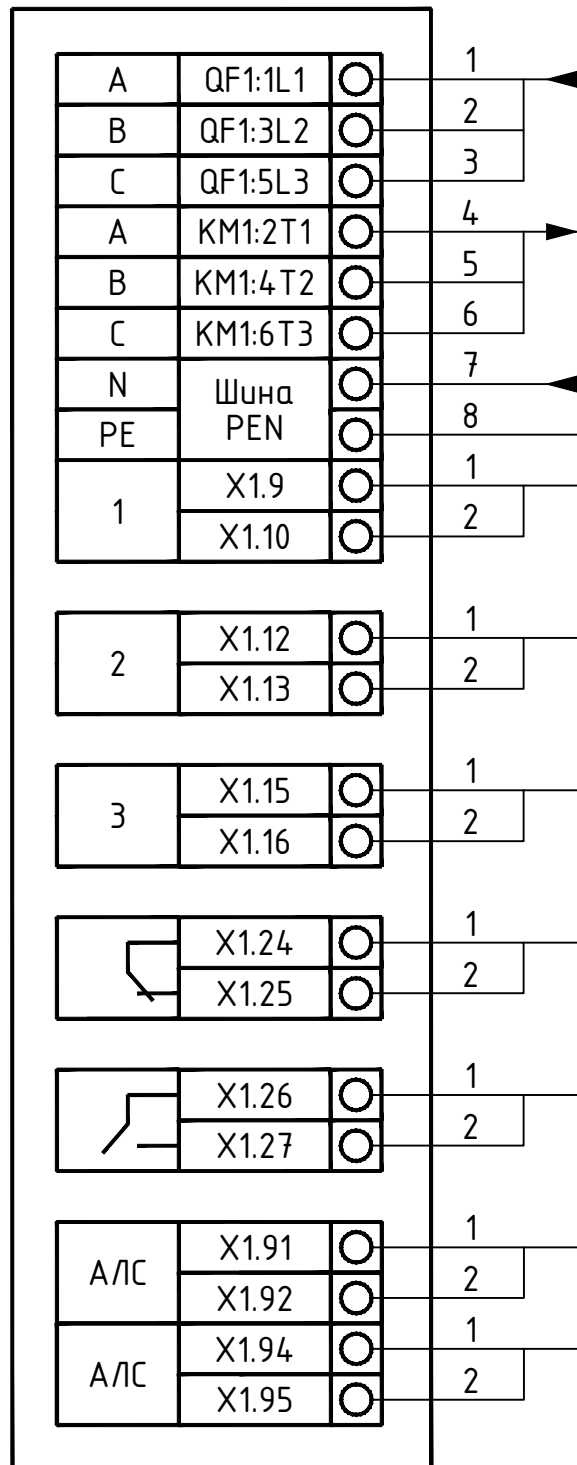 A QF1:1L1 1
B QF1:3L2 2
C QF1:5L3 3
A KM1:2T1 4
B KM1:4T2 5
C KM1:6T3 6
N Шина 7
PE PEN 8
1 X1.9 1
X1.10 2
2 X1.12 1
X1.13 2
3 X1.15 1
X1.16 2
X1.24 1
X1.25 2
X1.26 1
X1.27 2
АЛС X1.91 1
X1.92 2
АЛС X1.94 1
X1.95 2